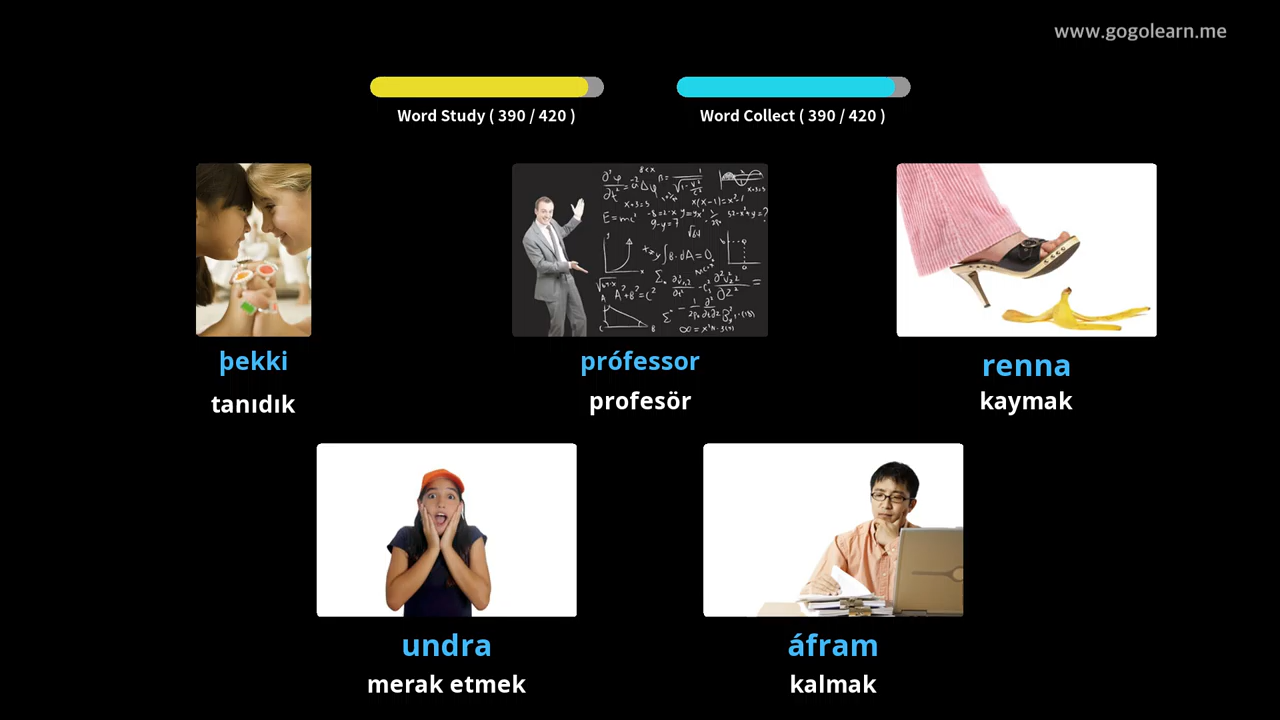 www.gogolearn.me
Word Study ( 390 / 420 )
Word Collect ( 390 / 420 )
þekki
tanıdık
prófessor
profesör
renna
kaymak
undra
merak etmek
áfram
kalmak